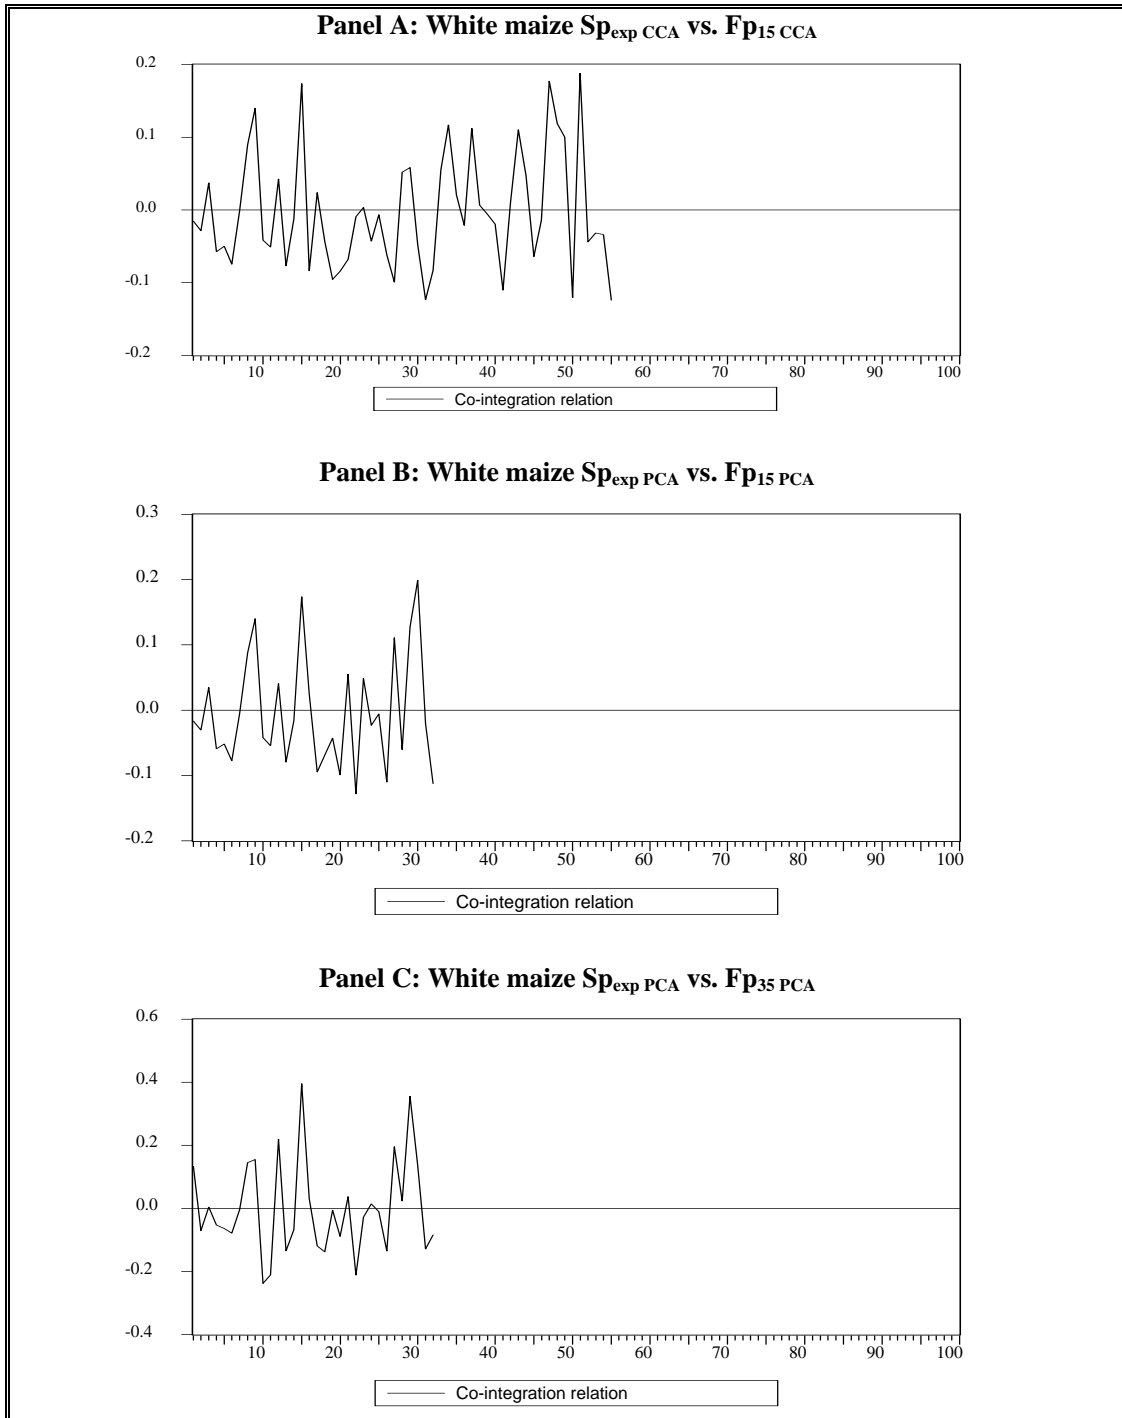 Panel A: White maize Spexp CCA vs. Fp15 CCA
0.2
0.1
0.0
-0.1
-0.2
10 20 30 40 50 60 70 80 90 100
Co-integration relation
Panel B: White maize Spexp PCA vs. Fp15 PCA
0.3
0.2
0.1
0.0
-0.1
-0.2
10 20 30 40 50 60 70 80 90 100
Co-integration relation
Panel C: White maize Spexp PCA vs. Fp35 PCA
0.6
0.4
0.2
0.0
-0.2
-0.4
10 20 30 40 50 60 70 80 90 100
Co-integration relation